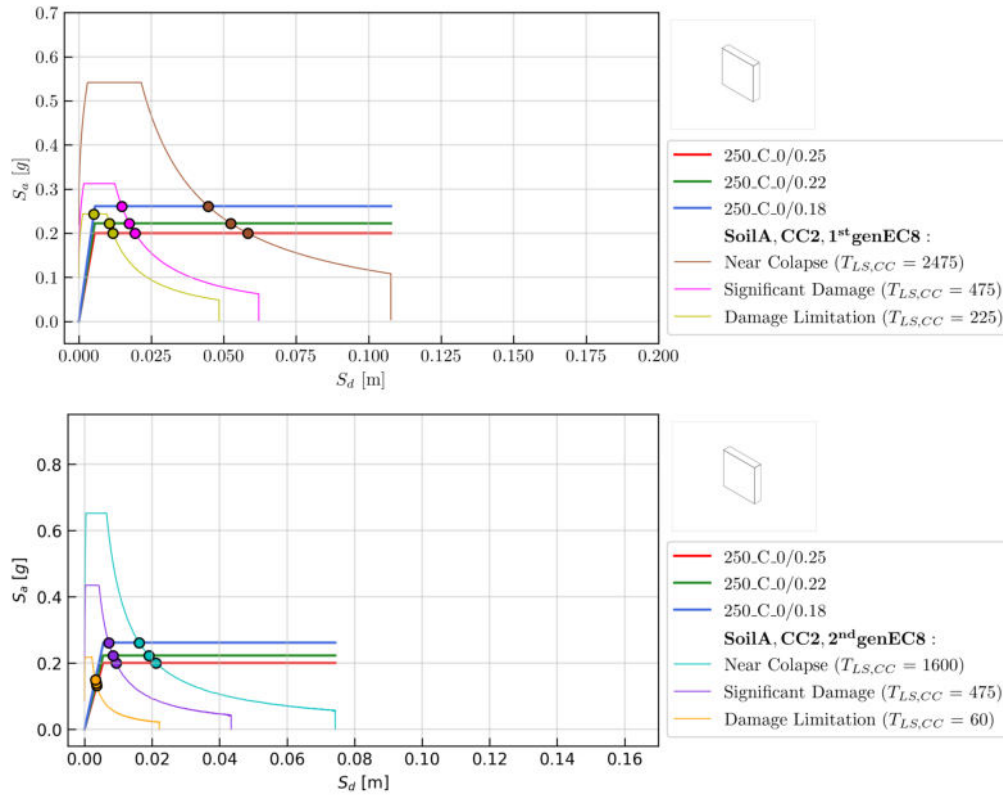 0.7
0.6
0.5
0.4
0.3
0.2
0.1
0.0
S_a [g]
0.000 0.025 0.050 0.075 0.100 0.125 0.150 0.175 0.200
S_d [m]
250_C_0/0.25
250_C_0/0.22
250_C_0/0.18
SoilA, CC2, 1ˢᵗgenEC8 :
Near Colapse (T_LS,CC = 2475)
Significant Damage (T_LS,CC = 475)
Damage Limitation (T_LS,CC = 225)
0.8
0.6
0.4
0.2
0.0
S_a [g]
0.00 0.02 0.04 0.06 0.08 0.10 0.12 0.14 0.16
S_d [m]
250_C_0/0.25
250_C_0/0.22
250_C_0/0.18
SoilA, CC2, 2ⁿᵈgenEC8 :
Near Colapse (T_LS,CC = 1600)
Significant Damage (T_LS,CC = 475)
Damage Limitation (T_LS,CC = 60)